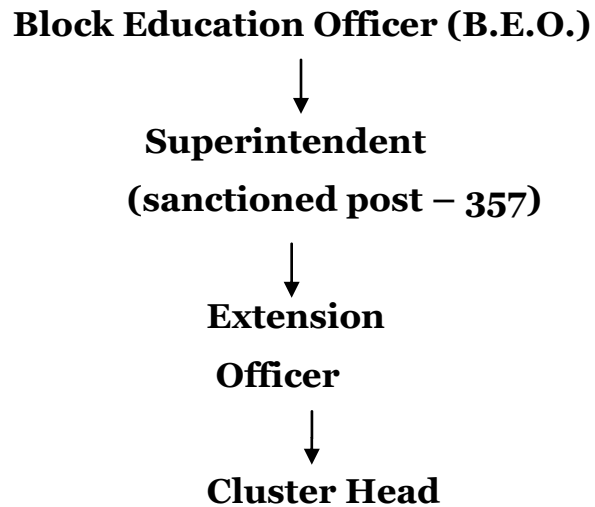 Block Education Officer (B.E.O.)
Superintendent
(sanctioned post – 357)
Extension
Officer
Cluster Head